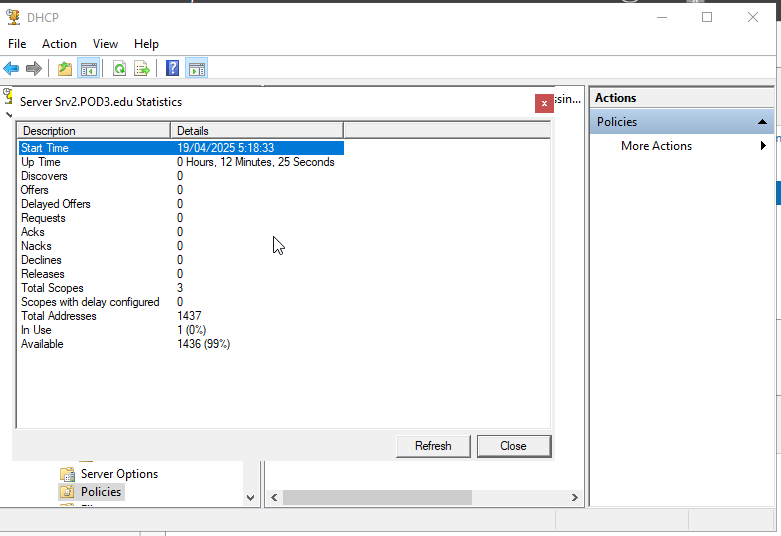 DHCP
File Action View Help
Server Srv2.POD3.edu Statistics
Description Details
Start Time 19/04/2025 5:18:33
Up Time 0 Hours, 12 Minutes, 25 Seconds
Discovers 0
Offers 0
Delayed Offers 0
Requests 0
Acks 0
Nacks 0
Declines 0
Releases 0
Total Scopes 3
Scopes with delay configured 0
Total Addresses 1437
In Use 1 (0%)
Available 1436 (99%)
Refresh Close
Server Options
Policies
Actions
Policies
More Actions